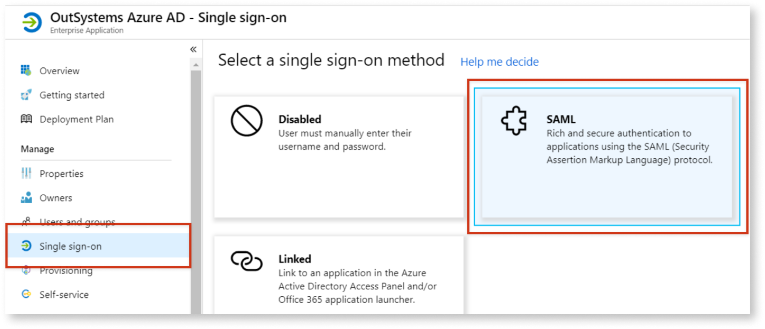 OutSystems Azure AD - Single sign-on
Enterprise Application
«
Overview
Getting started
Deployment Plan
Manage
Properties
Owners
Users and groups
Single sign-on
Provisioning
Self-service
Select a single sign-on method Help me decide
Disabled
User must manually enter their
username and password.
SAML
Rich and secure authentication to
applications using the SAML (Security
Assertion Markup Language) protocol.
Linked
Link to an application in the Azure
Active Directory Access Panel and/or
Office 365 application launcher.